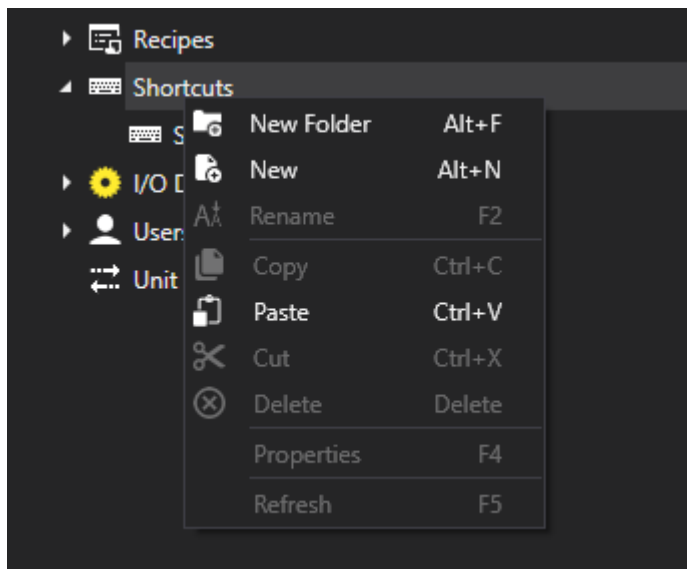 Recipes
Shortcuts
New Folder Alt+F
New Alt+N
I/O
Rename F2
Copy Ctrl+C
Unit
Paste Ctrl+V
Cut Ctrl+X
Delete Delete
Properties F4
Refresh F5